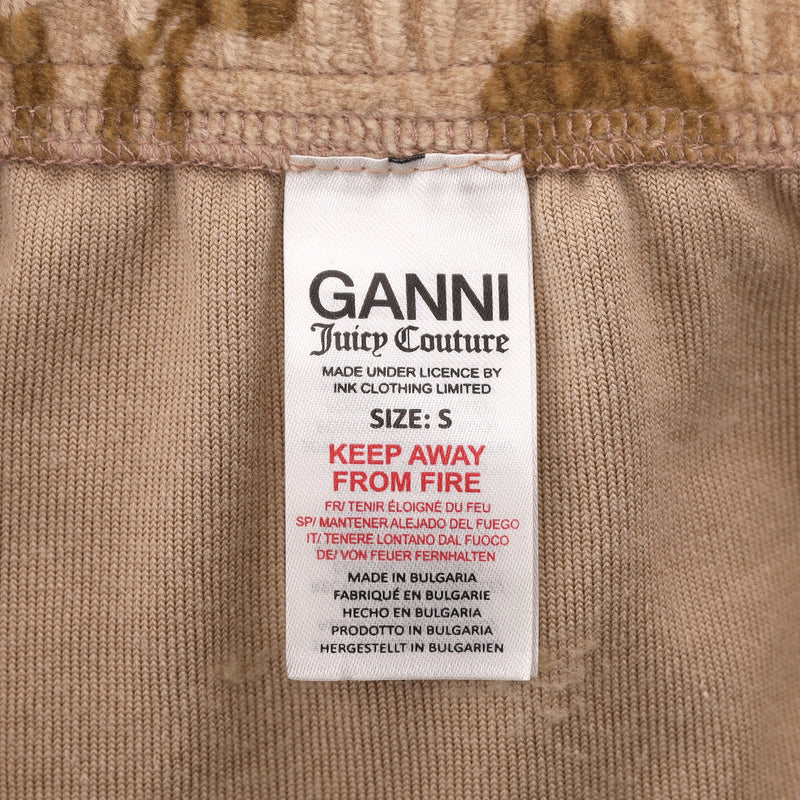 GANNI
Juicy Couture
MADE UNDER LICENCE BY
INK CLOTHING LIMITED
SIZE: S
KEEP AWAY
FROM FIRE
FR/ TENIR ÉLOIGNÉ DU FEU
SP/ MANTENER ALEJADO DEL FUEGO
IT/ TENERE LONTANO DAL FUOCO
DE/ VON FEUER FERNHALTEN
MADE IN BULGARIA
FABRIQUÉ EN BULGARIE
HECHO EN BULGARIA
PRODOTTO IN BULGARIA
HERGESTELLT IN BULGARIEN